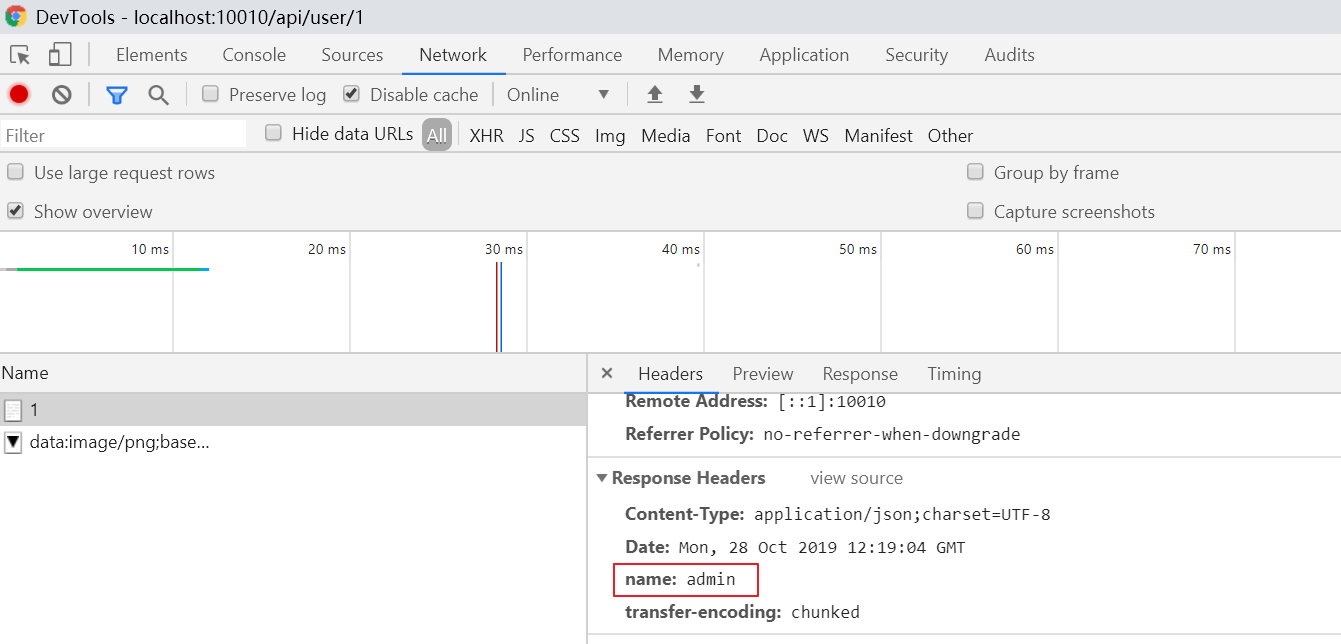 DevTools - localhost:10010/api/user/1
Elements Console Sources Network Performance Memory Application Security Audits
Preserve log Disable cache Online
Filter Hide data URLs All XHR JS CSS Img Media Font Doc WS Manifest Other
Use large request rows Group by frame
Show overview Capture screenshots
10 ms 20 ms 30 ms 40 ms 50 ms 60 ms 70 ms
Name Headers Preview Response Timing
1
data:image/png;base...
Remote Address: [::1]:10010
Referrer Policy: no-referrer-when-downgrade
Response Headers view source
Content-Type: application/json;charset=UTF-8
Date: Mon, 28 Oct 2019 12:19:04 GMT
name: admin
transfer-encoding: chunked